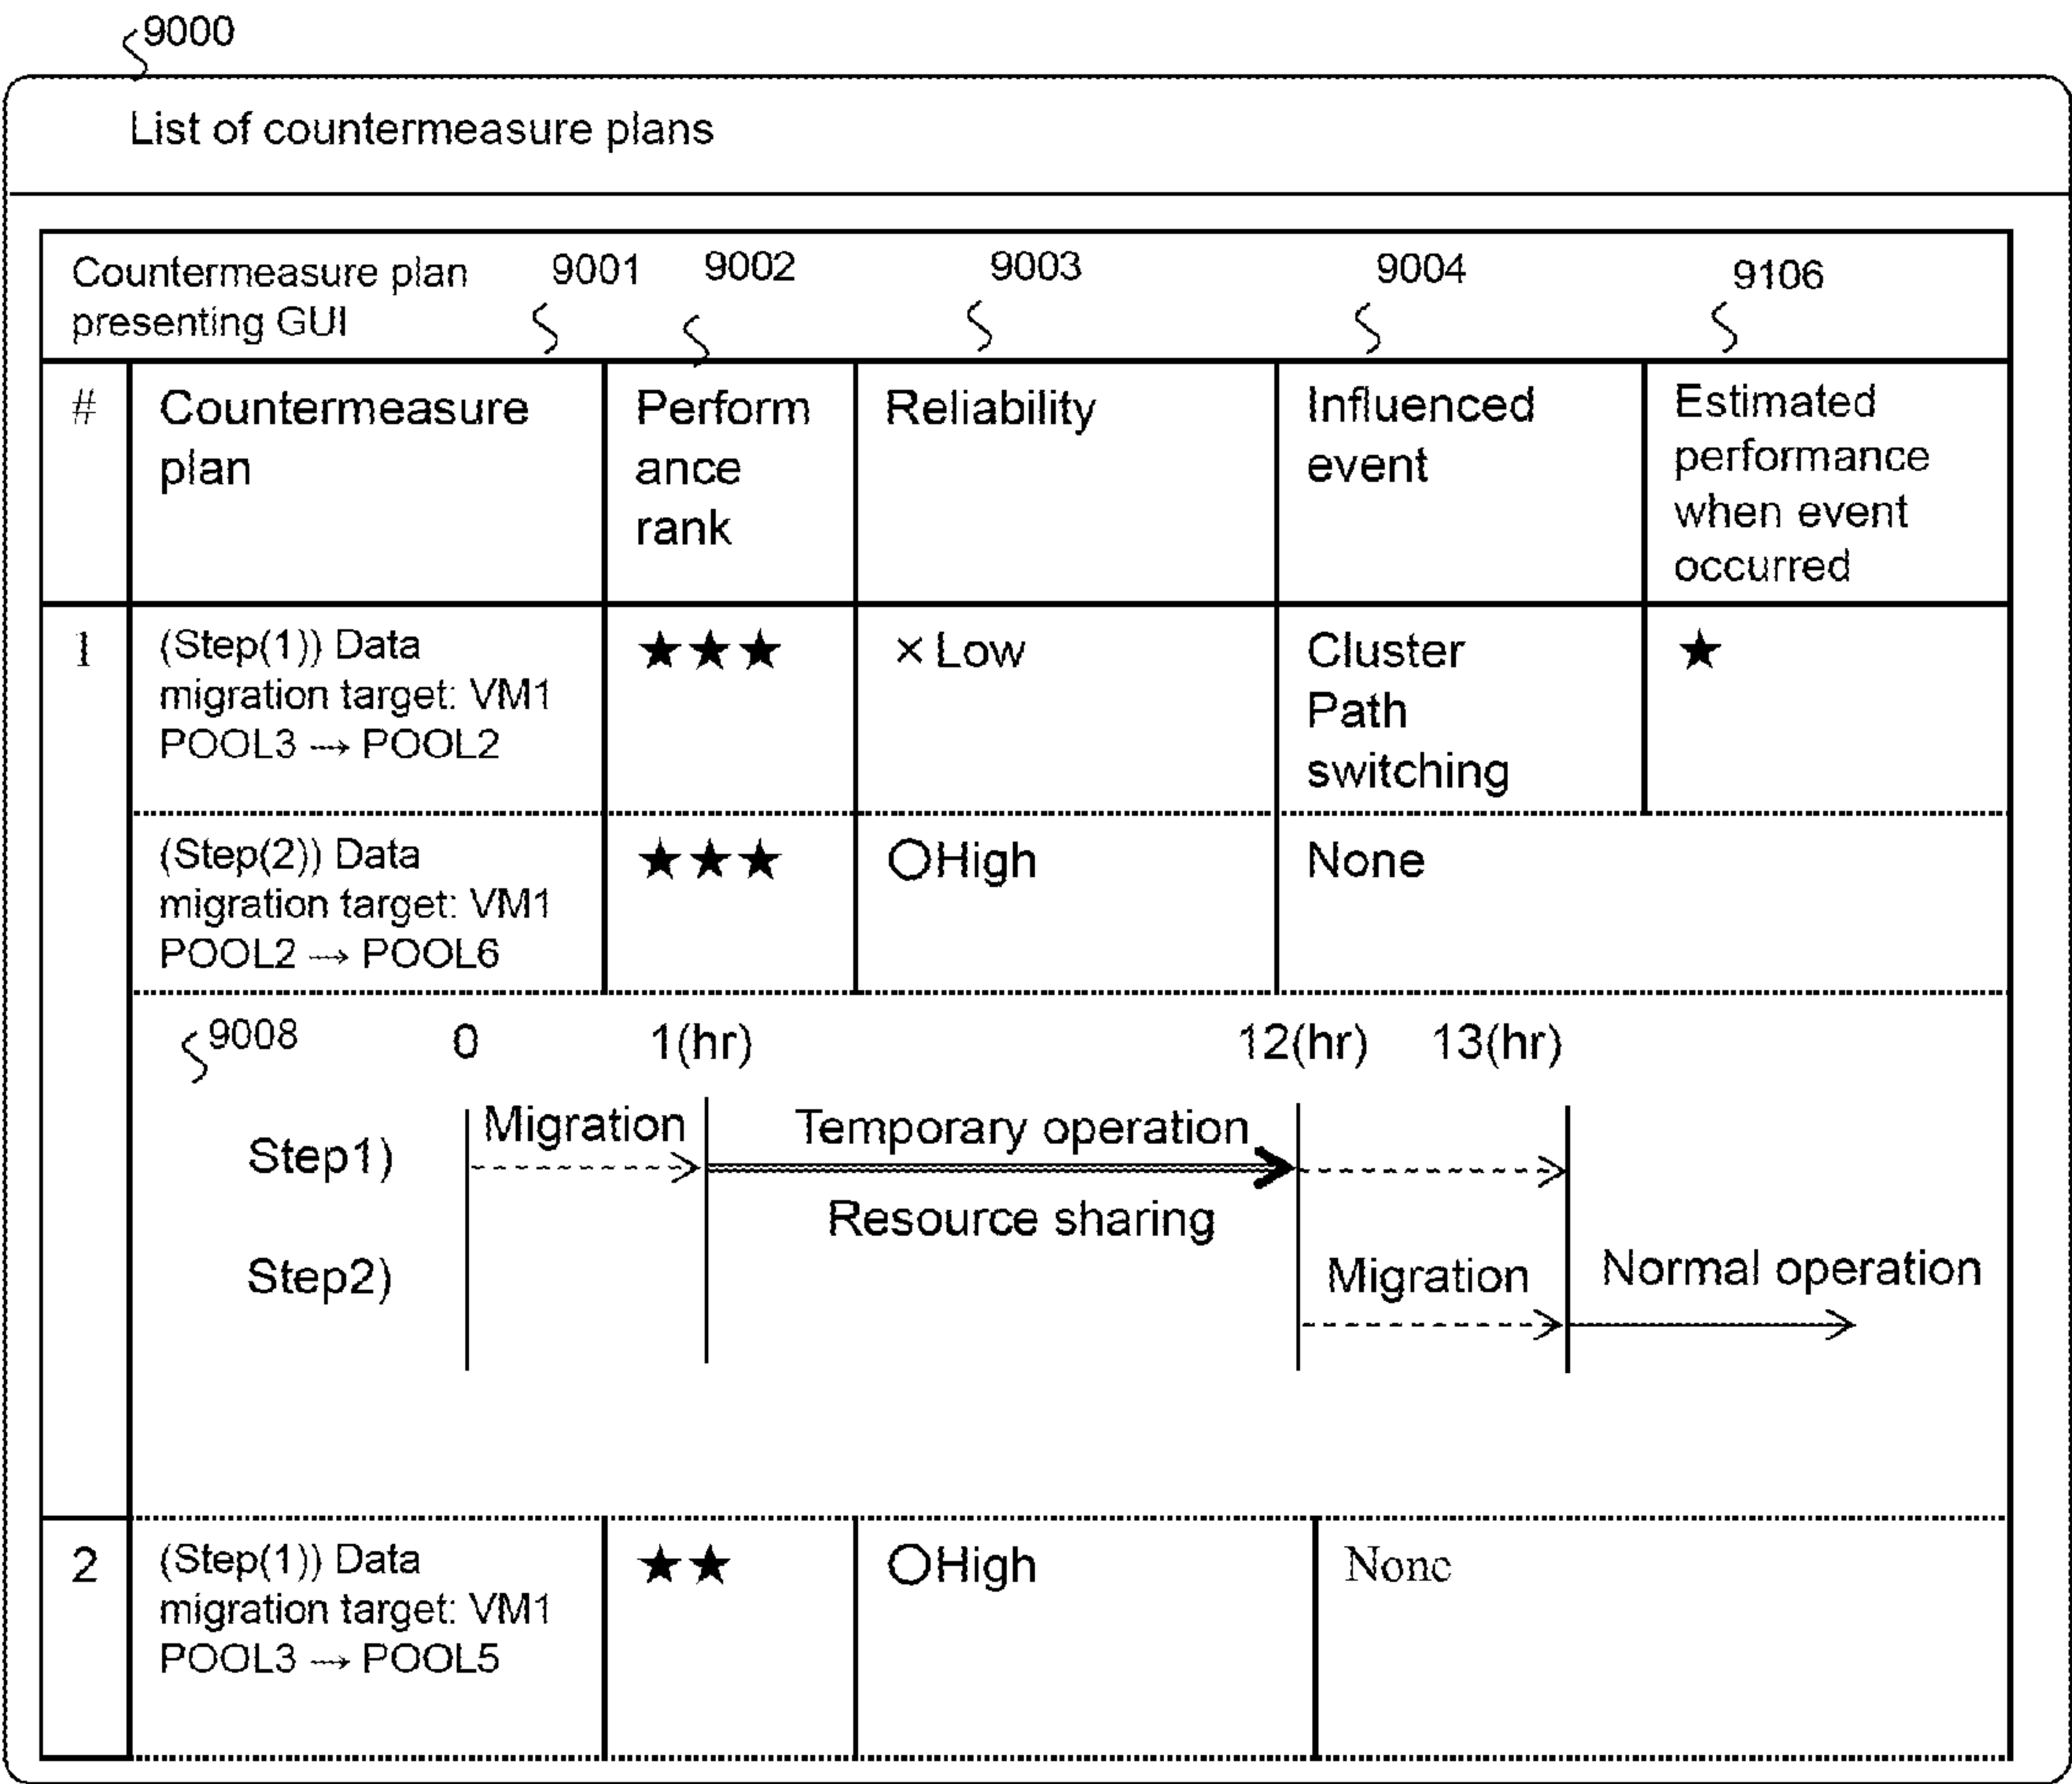 9000
List of countermeasure plans
Countermeasure plan
presenting GUI
9001
9002
9003
9004
9106
#
Countermeasure
plan
Perform
ance
rank
Reliability
Influenced
event
Estimated
performance
when event
occurred
1
(Step(1)) Data
migration target: VM1
POOL3 → POOL2
★★★
×Low
Cluster
Path
switching
★
(Step(2)) Data
migration target: VM1
POOL2 → POOL6
★★★
○High
None
9008
0
1(hr)
12(hr)
13(hr)
Step1)
Migration
Temporary operation
Resource sharing
Step2)
Migration
Normal operation
2
(Step(1)) Data
migration target: VM1
POOL3 → POOL5
★★
○High
None